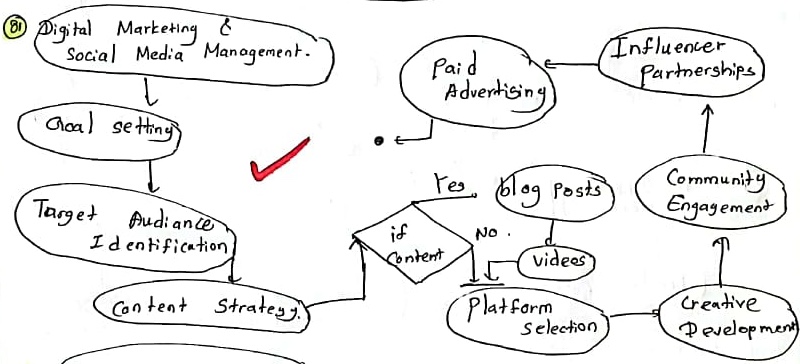 81
Digital Marketing &
Social Media Management.
Goal setting
Target Audiance
Identification
Content Strategy.
if
Content
Yes
No.
blog posts
videos
Platform
Selection
Creative
Development
Community
Engagement
Influencer
Partnerships
Paid
Advertising